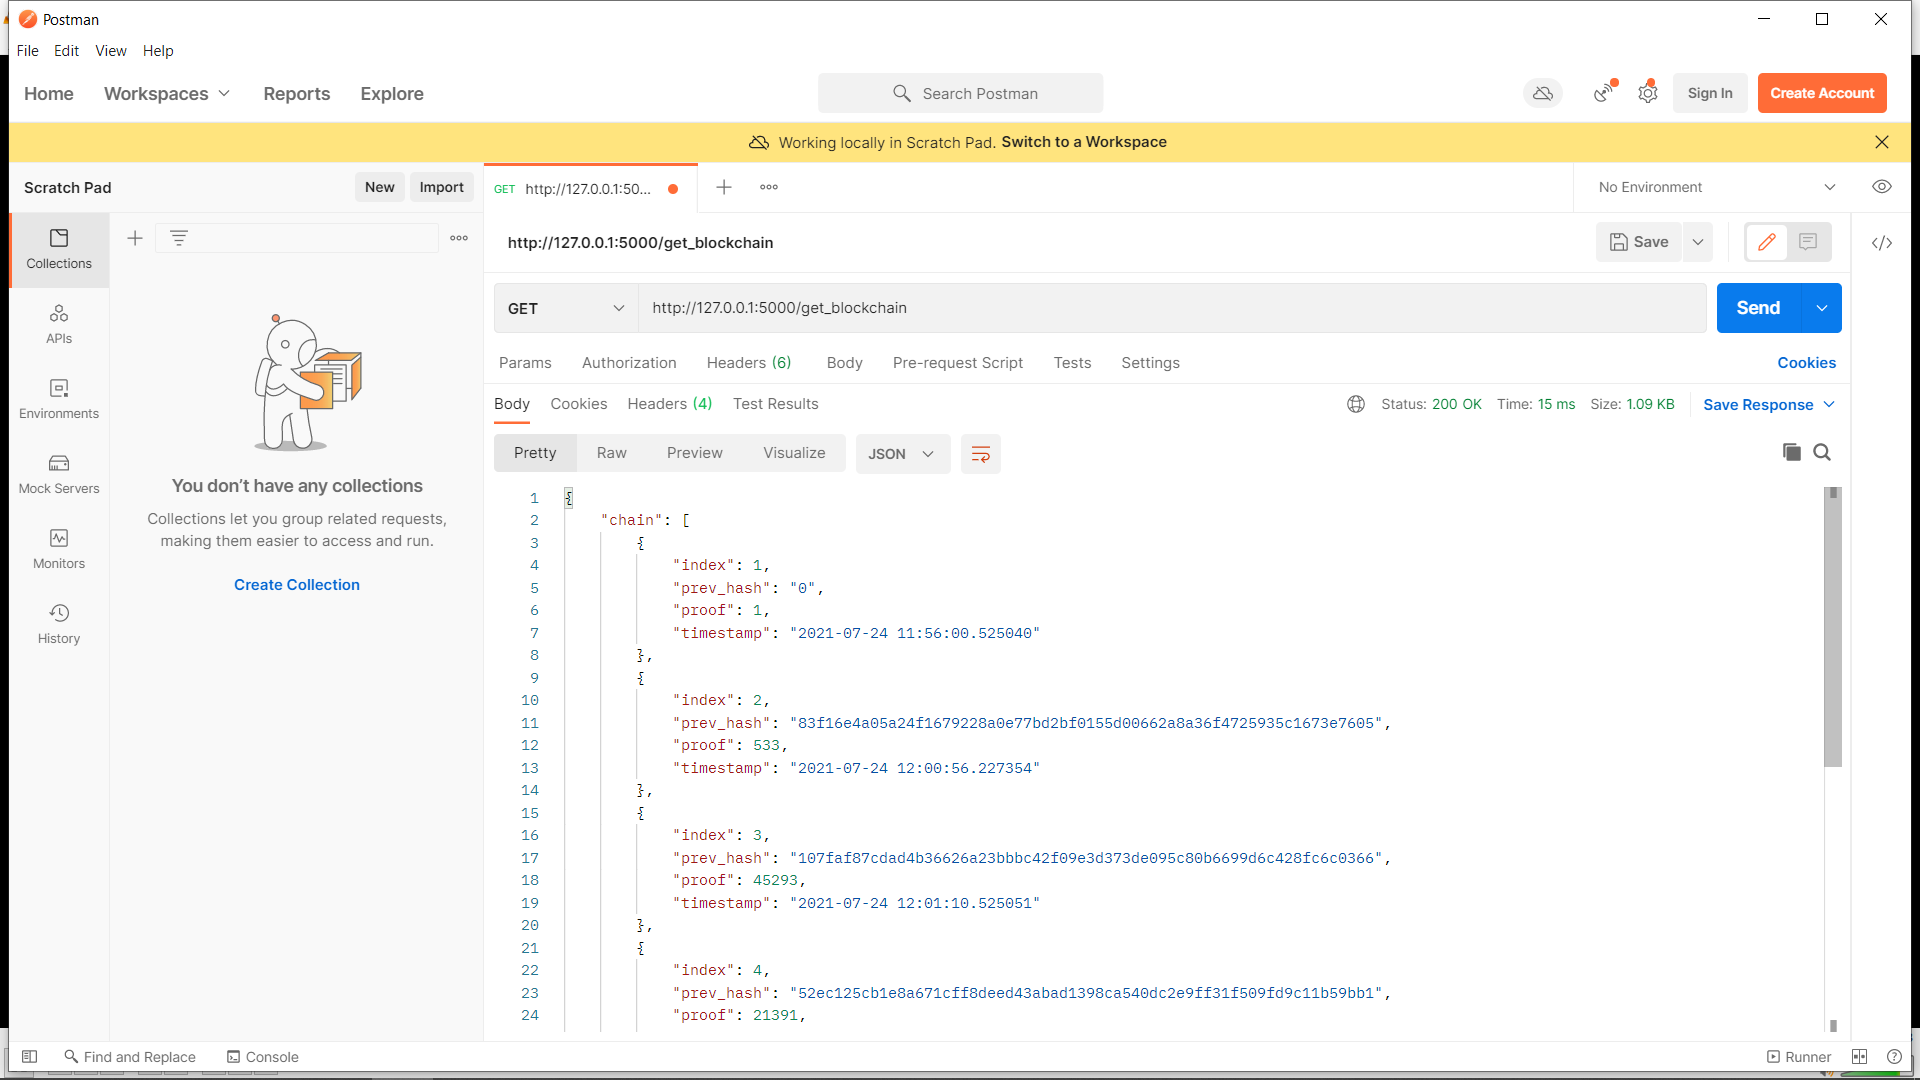 Postman
File Edit View Help
Home Workspaces Reports Explore
Search Postman
Sign In
Create Account
Working locally in Scratch Pad. Switch to a Workspace
Scratch Pad
New
Import
GET http://127.0.0.1:50...
No Environment
Collections
APIs
Environments
Mock Servers
Monitors
History
You don't have any collections
Collections let you group related requests,
making them easier to access and run.
Create Collection
http://127.0.0.1:5000/get_blockchain
Save
GET
http://127.0.0.1:5000/get_blockchain
Send
Params Authorization Headers (6) Body Pre-request Script Tests Settings
Cookies
Body Cookies Headers (4) Test Results
Status: 200 OK Time: 15 ms Size: 1.09 KB
Save Response
Pretty Raw Preview Visualize
JSON
1 {
2 "chain": [
3 {
4 "index": 1,
5 "prev_hash": "0",
6 "proof": 1,
7 "timestamp": "2021-07-24 11:56:00.525040"
8 },
9 {
10 "index": 2,
11 "prev_hash": "83f16e4a05a24f1679228a0e77bd2bf0155d00662a8a36f4725935c1673e7605",
12 "proof": 533,
13 "timestamp": "2021-07-24 12:00:56.227354"
14 },
15 {
16 "index": 3,
17 "prev_hash": "107faf87cdad4b36626a23bbbc42f09e3d373de095c80b6699d6c428fc6c0366",
18 "proof": 45293,
19 "timestamp": "2021-07-24 12:01:10.525051"
20 },
21 {
22 "index": 4,
23 "prev_hash": "52ec125cb1e8a671cff8deed43abad1398ca540dc2e9ff31f509fd9c11b59bb1",
24 "proof": 21391,
Find and Replace
Console
Runner